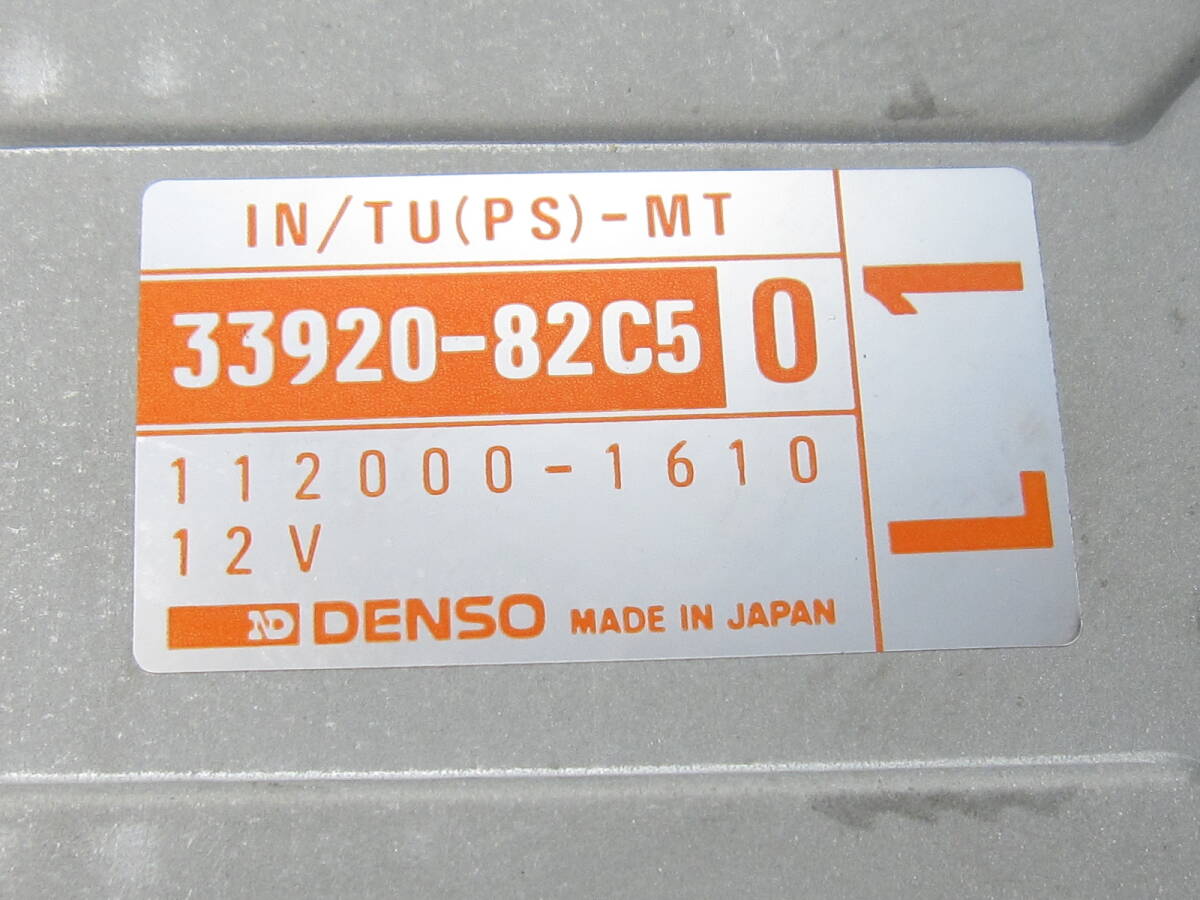 IN/TU(PS)-MT
33920-82C5 0
112000-1610
12V
ND DENSO MADE IN JAPAN
L1